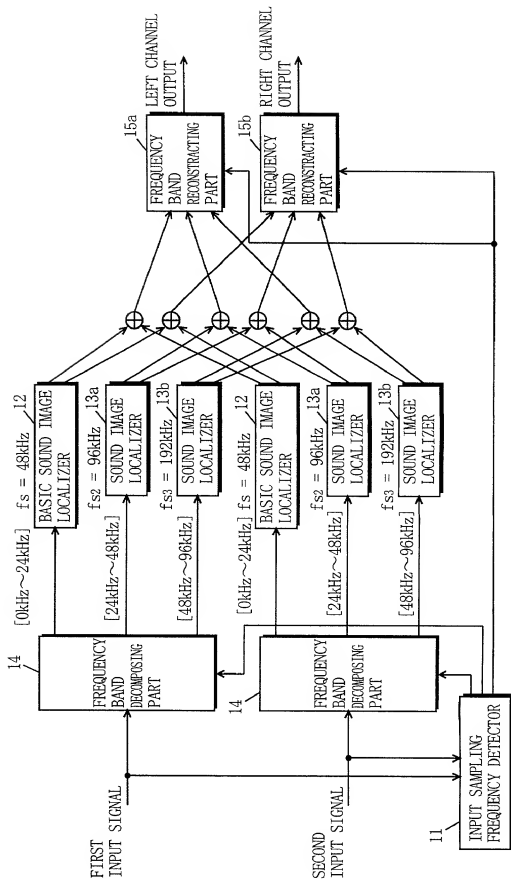 FIRST
INPUT SIGNAL
14
FREQUENCY
BAND
DECOMPOSING
PART
[0kHz～24kHz]
fs = 48kHz
12
BASIC SOUND IMAGE
LOCALIZER
[24kHz～48kHz]
fs2 = 96kHz
13a
SOUND IMAGE
LOCALIZER
[48kHz～96kHz]
fs3 = 192kHz
13b
SOUND IMAGE
LOCALIZER
SECOND
INPUT SIGNAL
14
FREQUENCY
BAND
DECOMPOSING
PART
[0kHz～24kHz]
fs = 48kHz
12
BASIC SOUND IMAGE
LOCALIZER
[24kHz～48kHz]
fs2 = 96kHz
13a
SOUND IMAGE
LOCALIZER
[48kHz～96kHz]
fs3 = 192kHz
13b
SOUND IMAGE
LOCALIZER
11
INPUT SAMPLING
FREQUENCY DETECTOR
15a
FREQUENCY
BAND
RECONSTRACTING
PART
LEFT CHANNEL
OUTPUT
15b
FREQUENCY
BAND
RECONSTRACTING
PART
RIGHT CHANNEL
OUTPUT